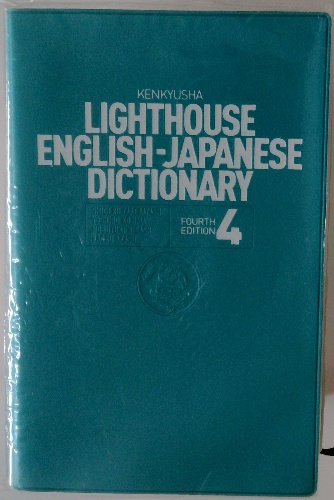 KENKYUSHA
LIGHTHOUSE
ENGLISH-JAPANESE
DICTIONARY
FOURTH
EDITION 4